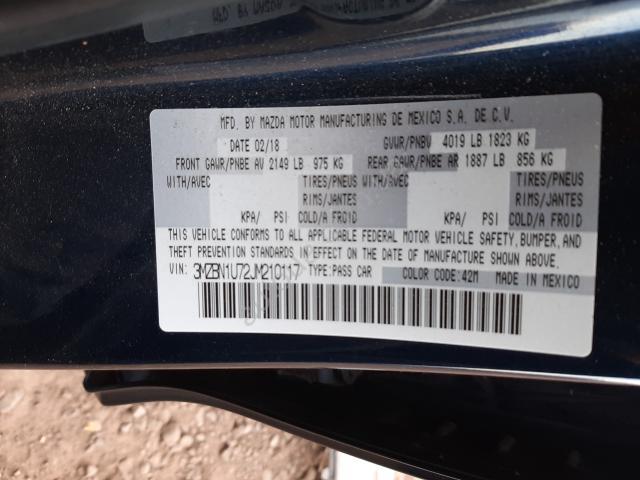 MFD. BY MAZDA MOTOR MANUFACTURING DE MEXICO S.A. DE C.V.
DATE 02/18 GVWR/PNBV 4019 LB 1823 KG
FRONT GAWR/PNBE AV 2149 LB 975 KG REAR GAWR/PNBE AR 1887 LB 856 KG
WITH/AVEC TIRES/PNEUS WITH/AVEC TIRES/PNEUS
RIMS/JANTES RIMS/JANTES
KPA/ PSI COLD/A FROID KPA/ PSI COLD/A FROID
THIS VEHICLE CONFORMS TO ALL APPLICABLE FEDERAL MOTOR VEHICLE SAFETY, BUMPER, AND
THEFT PREVENTION STANDARDS IN EFFECT ON THE DATE OF MANUFACTURE SHOWN ABOVE.
VIN: 3MZBN1U72JM210117 TYPE: PASS CAR COLOR CODE: 42M MADE IN MEXICO